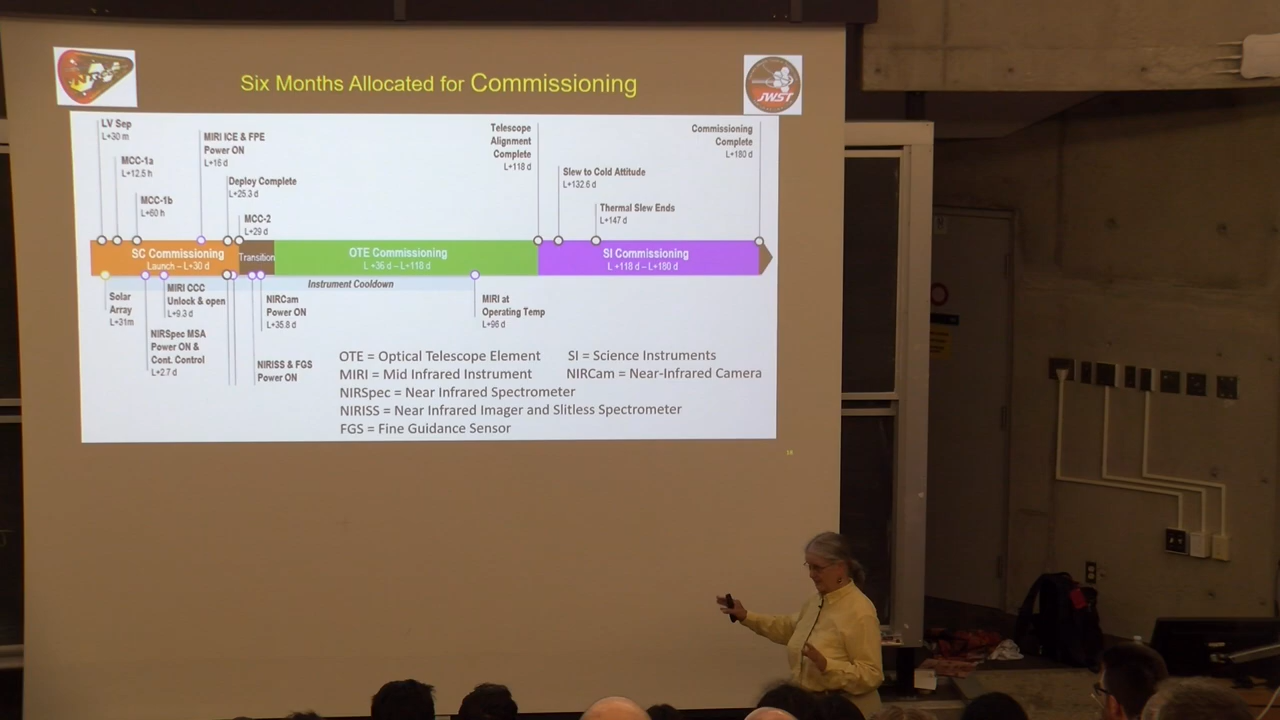 Six Months Allocated for Commissioning
JWST
LV Sep
L+30 m
MCC-1a
L+12.5 h
MCC-1b
L+60 h
MIRI ICE & FPE
Power ON
L+16 d
Deploy Complete
L+25.3 d
MCC-2
L+29 d
Telescope
Alignment
Complete
L+118 d
Slew to Cold Attitude
L+132.6 d
Thermal Slew Ends
L+147 d
Commissioning
Complete
L+180 d
SC Commissioning
Launch – L+30 d
Transition
OTE Commissioning
L +36 d – L+118 d
SI Commissioning
L +118 d – L+180 d
Instrument Cooldown
Solar
Array
L+31m
MIRI CCC
Unlock & open
L+9.3 d
NIRSpec MSA
Power ON &
Cont. Control
L+2.7 d
NIRCam
Power ON
L+35.8 d
NIRISS & FGS
Power ON
MIRI at
Operating Temp
L+96 d
OTE = Optical Telescope Element
SI = Science Instruments
MIRI = Mid Infrared Instrument
NIRCam = Near-Infrared Camera
NIRSpec = Near Infrared Spectrometer
NIRISS = Near Infrared Imager and Slitless Spectrometer
FGS = Fine Guidance Sensor